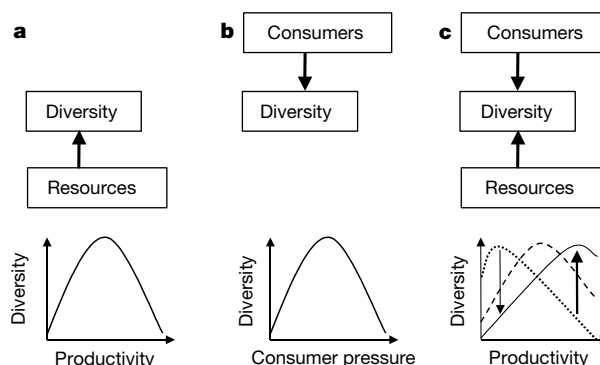 a
Diversity
Resources
Diversity
Productivity
b
Consumers
Diversity
Diversity
Consumer pressure
c
Consumers
Diversity
Resources
Diversity
Productivity